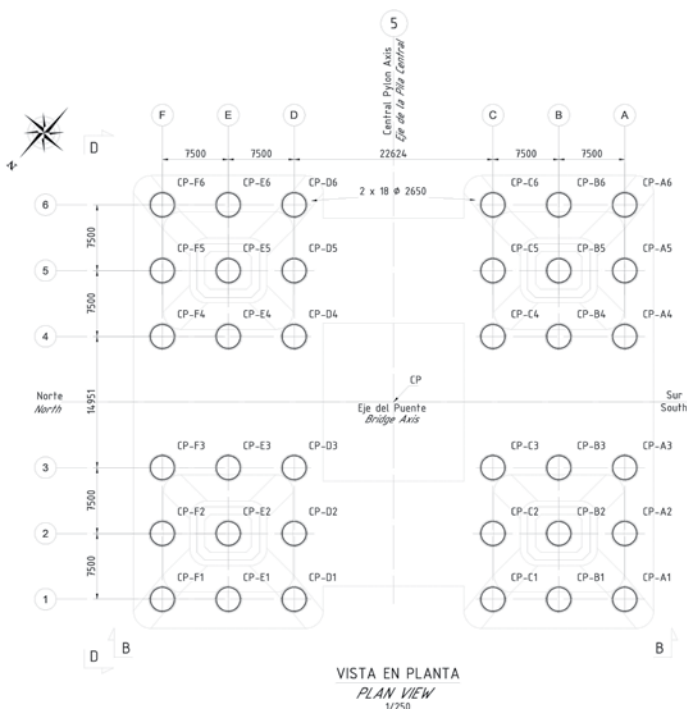 5
Central Pylon Axis
Eje de la Pila Central
F E D C B A
N
D
7500 7500 22624 7500 7500
CP-F6 CP-E6 CP-D6 2 x 18 Φ 2650 CP-C6 CP-B6 CP-A6
6
7500
CP-F5 CP-E5 CP-D5 CP-C5 CP-B5 CP-A5
5
7500
CP-F4 CP-E4 CP-D4 CP-C4 CP-B4 CP-A4
4
CP
Norte
North
14951
Eje del Puente
Bridge Axis
Sur
South
CP-F3 CP-E3 CP-D3 CP-C3 CP-B3 CP-A3
3
7500
CP-F2 CP-E2 CP-D2 CP-C2 CP-B2 CP-A2
2
7500
CP-F1 CP-E1 CP-D1 CP-C1 CP-B1 CP-A1
1
D B B
VISTA EN PLANTA
PLAN VIEW
1/250